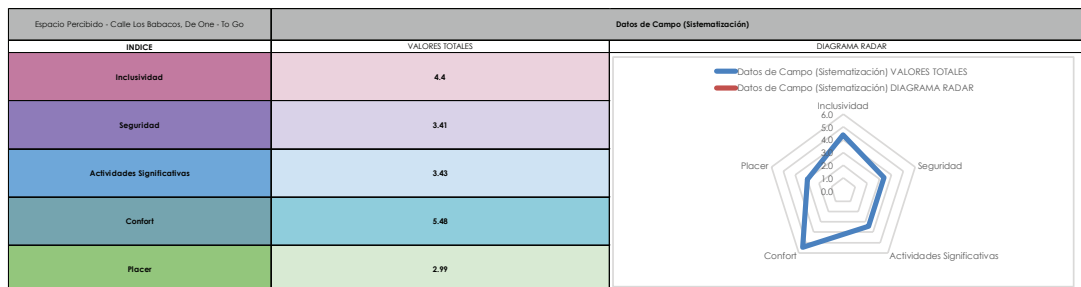 Espacio Percibido - Calle Los Babacos, De One - To Go
Datos de Campo (Sistematización)
INDICE
VALORES TOTALES
DIAGRAMA RADAR
Inclusividad
4.4
Seguridad
3.41
Actividades Significativas
3.43
Confort
5.48
Placer
2.99
Datos de Campo (Sistematización) VALORES TOTALES
Datos de Campo (Sistematización) DIAGRAMA RADAR
Inclusividad
6.0
5.0
4.0
3.0
2.0
1.0
0.0
Placer
Seguridad
Confort
Actividades Significativas